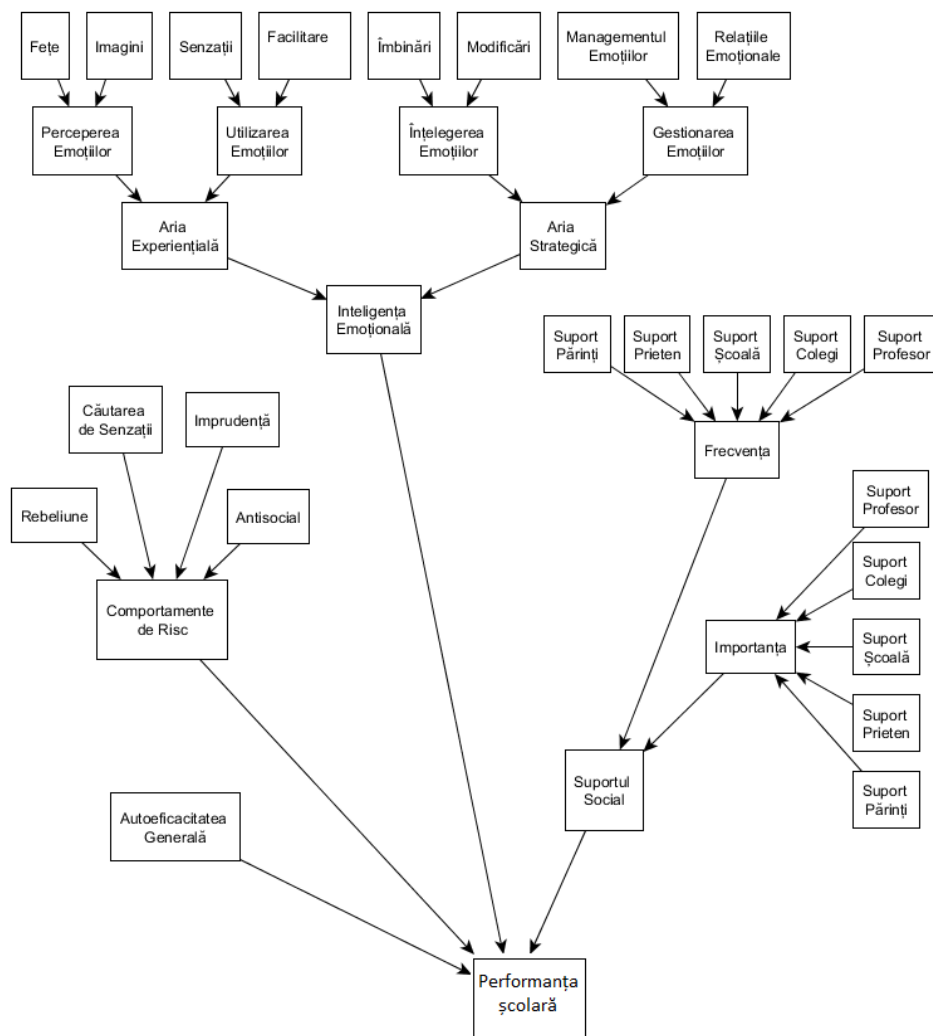 Fețe
Imagini
Senzații
Facilitare
Îmbinări
Modificări
Managementul
Emoțiilor
Relațiile
Emoționale
Perceperea
Emoțiilor
Utilizarea
Emoțiilor
Înțelegerea
Emoțiilor
Gestionarea
Emoțiilor
Aria
Experiențială
Aria
Strategică
Inteligența
Emoțională
Suport
Părinți
Suport
Prieten
Suport
Școală
Suport
Colegi
Suport
Profesor
Căutarea
de Senzații
Imprudență
Frecvența
Rebeliune
Antisocial
Suport
Profesor
Suport
Colegi
Comportamente
de Risc
Importanța
Suport
Școală
Suport
Prieten
Suportul
Social
Suport
Părinți
Autoeficacitatea
Generală
Performanța
școlară